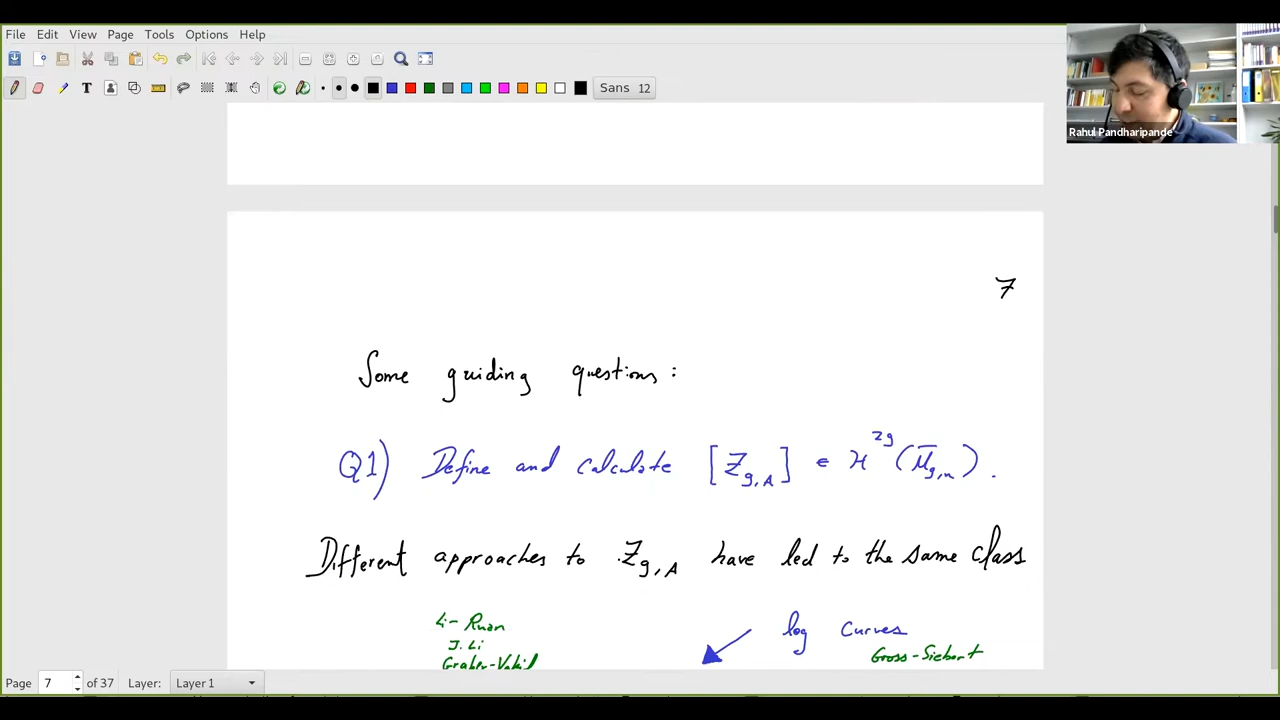 File Edit View Page Tools Options Help
Sans 12
Rahul Pandharipande
7
Some guiding questions:
Q1) Define and calculate [Z_{g,A}] ∈ H^{2g}(M̄_{g,n}).
Different approaches to Z_{g,A} have led to the same class
Li-Ruan
J. Li
Graber-Vakil
log Curves
Gross-Siebert
Page 7 of 37 Layer: Layer 1